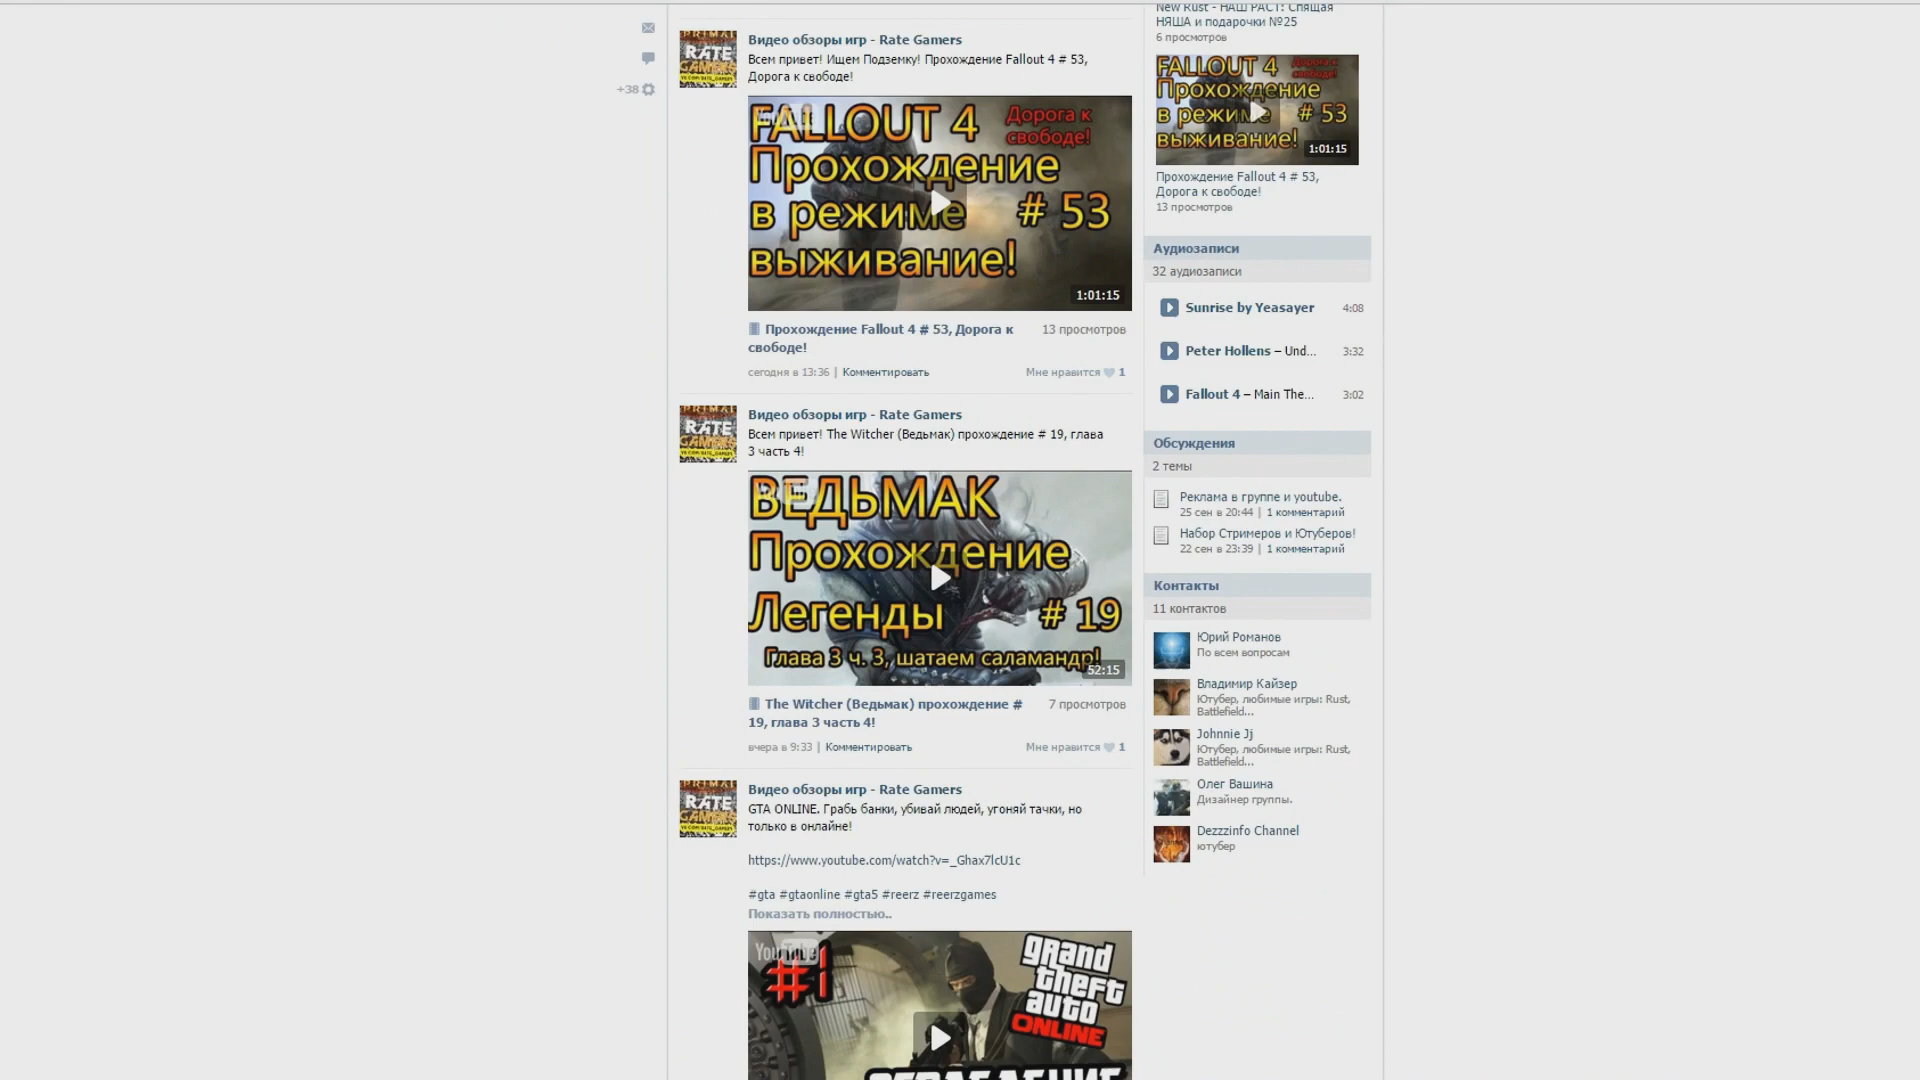 +38
Видео обзоры игр - Rate Gamers
Всем привет! Ищем Подземку! Прохождение Fallout 4 # 53,
Дорога к свободе!
FALLOUT 4
Дорога к
свободе!
Прохождение
в режиме # 53
выживание!
1:01:15
Прохождение Fallout 4 # 53, Дорога к
свободе!
13 просмотров
сегодня в 13:36 | Комментировать
Мне нравится 1
PRIMAL
RATE
GAMERS
Видео обзоры игр - Rate Gamers
Всем привет! The Witcher (Ведьмак) прохождение # 19, глава
3 часть 4!
ВЕДЬМАК
Прохождение
Легенды # 19
Глава 3 ч. 3, шатаем саламандр!
52:15
The Witcher (Ведьмак) прохождение #
19, глава 3 часть 4!
7 просмотров
вчера в 9:33 | Комментировать
Мне нравится 1
PRIMAL
RATE
GAMERS
Видео обзоры игр - Rate Gamers
GTA ONLINE. Грабь банки, убивай людей, угоняй тачки, но
только в онлайне!
https://www.youtube.com/watch?v=_Ghax7lcU1c
#gta #gtaonline #gta5 #reerz #reerzgames
Показать полностью..
YouTube
#1
grand
theft
auto
ONLINE
New Rust - НАШ РАСТ: Спящая
НЯША и подарочки №25
6 просмотров
FALLOUT 4
Дорога к
свободе!
Прохождение
в режиме # 53
выживание!
1:01:15
Прохождение Fallout 4 # 53,
Дорога к свободе!
13 просмотров
Аудиозаписи
32 аудиозаписи
Sunrise by Yeasayer 4:08
Peter Hollens – Und... 3:32
Fallout 4 – Main The... 3:02
Обсуждения
2 темы
Реклама в группе и youtube.
25 сен в 20:44 | 1 комментарий
Набор Стримеров и Ютуберов!
22 сен в 23:39 | 1 комментарий
Контакты
11 контактов
Юрий Романов
По всем вопросам
Владимир Кайзер
Ютубер, любимые игры: Rust,
Battlefield...
Johnnie Jj
Ютубер, любимые игры: Rust,
Battlefield...
Олег Вашина
Дизайнер группы.
Dezzzinfo Channel
ютубер